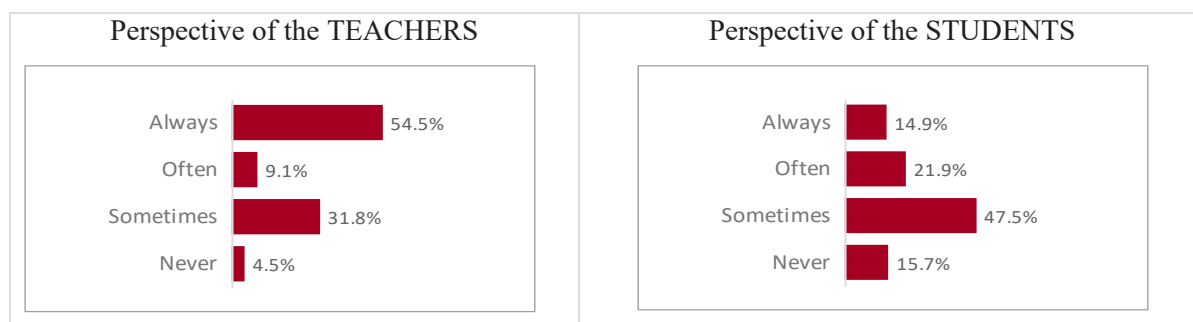 Perspective of the TEACHERS
Always 54.5%
Often 9.1%
Sometimes 31.8%
Never 4.5%
Perspective of the STUDENTS
Always 14.9%
Often 21.9%
Sometimes 47.5%
Never 15.7%